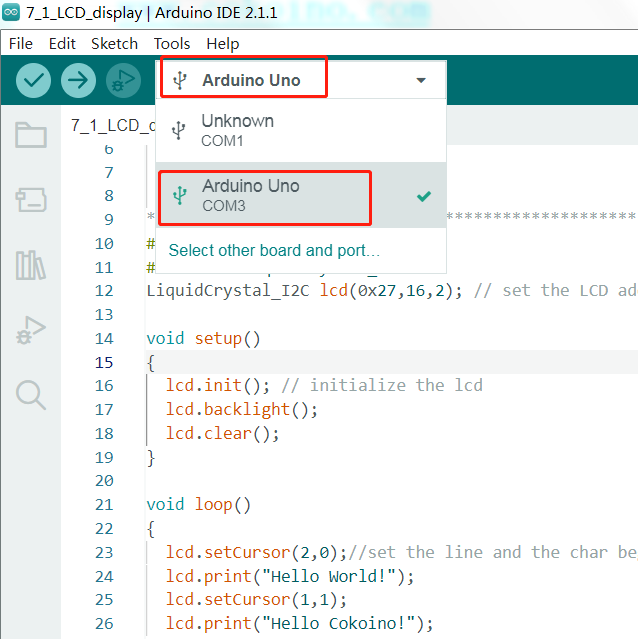 7_1_LCD_display | Arduino IDE 2.1.1
File Edit Sketch Tools Help
Arduino Uno
Unknown
COM1
Arduino Uno
COM3
Select other board and port...
7_1_LCD_d
6
7
8
9 * ****************************
10 #
11 #
12 LiquidCrystal_I2C lcd(0x27,16,2); // set the LCD ad
13
14 void setup()
15 {
16 lcd.init(); // initialize the lcd
17 lcd.backlight();
18 lcd.clear();
19 }
20
21 void loop()
22 {
23 lcd.setCursor(2,0);//set the line and the char be
24 lcd.print("Hello World!");
25 lcd.setCursor(1,1);
26 lcd.print("Hello Cokoino!");